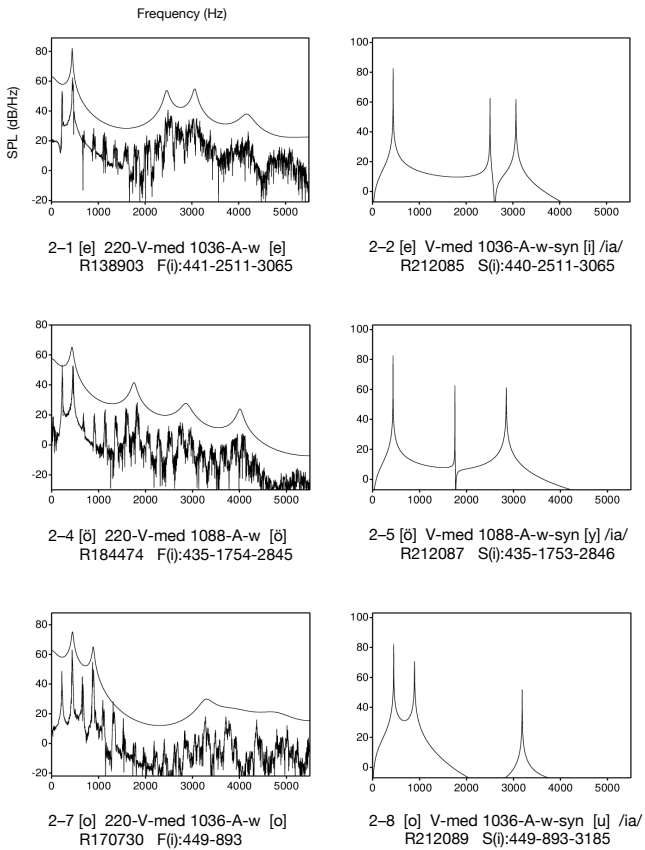 Frequency (Hz)
SPL (dB/Hz)
80
60
40
20
0
-20
0 1000 2000 3000 4000 5000
2–1 [e] 220-V-med 1036-A-w [e]
R138903 F(i):441-2511-3065
100
80
60
40
20
0
0 1000 2000 3000 4000 5000
2–2 [e] V-med 1036-A-w-syn [i] /ia/
R212085 S(i):440-2511-3065
80
60
40
20
0
-20
0 1000 2000 3000 4000 5000
2–4 [ö] 220-V-med 1088-A-w [ö]
R184474 F(i):435-1754-2845
100
80
60
40
20
0
0 1000 2000 3000 4000 5000
2–5 [ö] V-med 1088-A-w-syn [y] /ia/
R212087 S(i):435-1753-2846
80
60
40
20
0
-20
0 1000 2000 3000 4000 5000
2–7 [o] 220-V-med 1036-A-w [o]
R170730 F(i):449-893
100
80
60
40
20
0
0 1000 2000 3000 4000 5000
2–8 [o] V-med 1036-A-w-syn [u] /ia/
R212089 S(i):449-893-3185